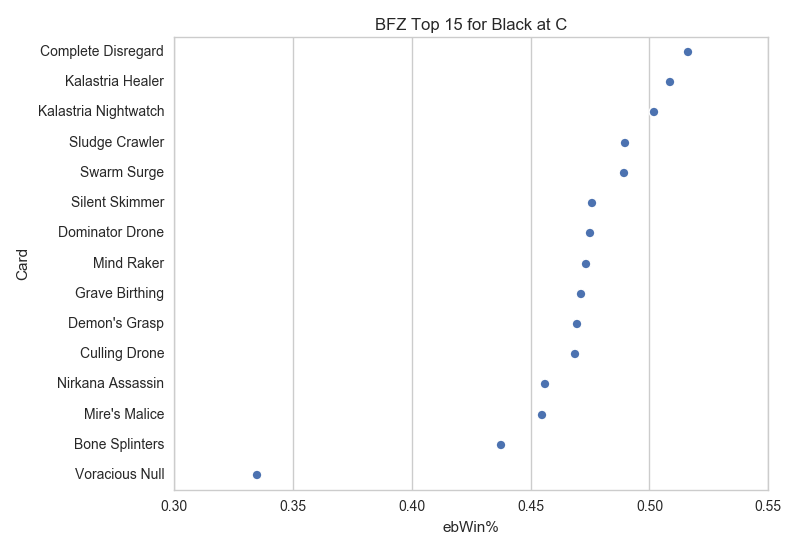 BFZ Top 15 for Black at C
Complete Disregard
Kalastria Healer
Kalastria Nightwatch
Sludge Crawler
Swarm Surge
Silent Skimmer
Dominator Drone
Mind Raker
Grave Birthing
Demon's Grasp
Culling Drone
Nirkana Assassin
Mire's Malice
Bone Splinters
Voracious Null
Card
0.30 0.35 0.40 0.45 0.50 0.55
ebWin%